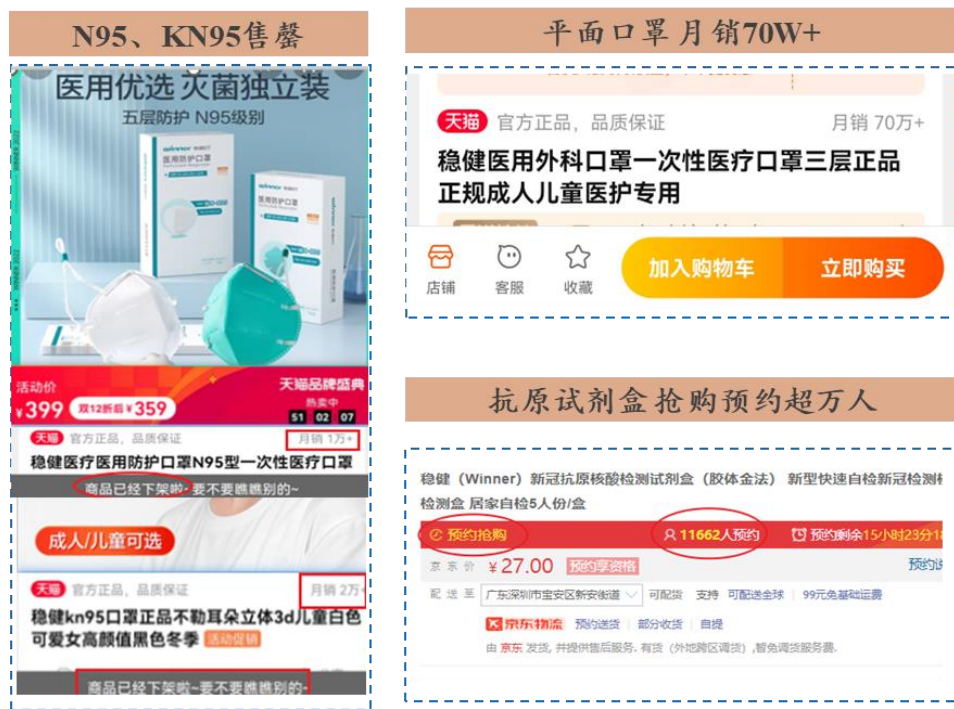 N95、KN95售罄
医用优选 灭菌独立装
五层防护 N95级别
winner
医用防护口罩
winner
医用防护口罩
活动价
¥399 双12折后¥359
天猫品牌盛典
热卖中
51 02 07
天猫 官方正品，品质保证 月销 1万+
稳健医疗医用防护口罩N95型一次性医疗口罩
商品已经下架啦~要不要瞧瞧别的~
成人/儿童可选
天猫 官方正品，品质保证 月销 2万+
稳健kn95口罩正品不勒耳朵立体3d儿童白色
可爱女高颜值黑色冬季 活动促销
商品已经下架啦~要不要瞧瞧别的~
平面口罩月销70W+
天猫 官方正品，品质保证 月销 70万+
稳健医用外科口罩一次性医疗口罩三层正品
正规成人儿童医护专用
店铺 客服 收藏 加入购物车 立即购买
抗原试剂盒抢购预约超万人
稳健（Winner）新冠抗原核酸检测试剂盒（胶体金法） 新型快速自检新冠检测
检测盒 居家自检5人份/盒
预约抢购 11662人预约 预约剩余15小时23分
京东价 ¥27.00 预约享资格 预约
配送至 广东深圳市宝安区新安街道 可配货 支持 可配送全球 99元免基础运费
京东物流 预约送货 部分收货 自提
由 京东 发货, 并提供售后服务. 有货（外地跨区调货）,暂免调货服务费.